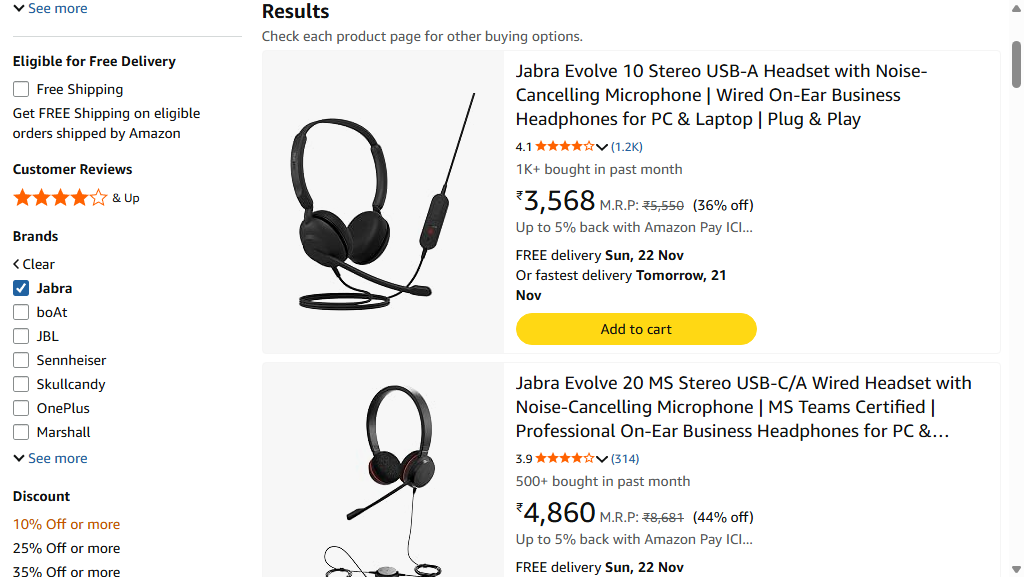 See more
Eligible for Free Delivery
Free Shipping
Get FREE Shipping on eligible
orders shipped by Amazon
Customer Reviews
& Up
Brands
Clear
Jabra
boAt
JBL
Sennheiser
Skullcandy
OnePlus
Marshall
See more
Discount
10% Off or more
25% Off or more
35% Off or more
Results
Check each product page for other buying options.
Jabra Evolve 10 Stereo USB-A Headset with Noise-
Cancelling Microphone | Wired On-Ear Business
Headphones for PC & Laptop | Plug & Play
4.1 (1.2K)
1K+ bought in past month
₹3,568 M.R.P: ₹5,550 (36% off)
Up to 5% back with Amazon Pay ICI…
FREE delivery Sun, 22 Nov
Or fastest delivery Tomorrow, 21
Nov
Add to cart
Jabra Evolve 20 MS Stereo USB-C/A Wired Headset with
Noise-Cancelling Microphone | MS Teams Certified |
Professional On-Ear Business Headphones for PC &…
3.9 (314)
500+ bought in past month
₹4,860 M.R.P: ₹8,681 (44% off)
Up to 5% back with Amazon Pay ICI…
FREE delivery Sun, 22 Nov